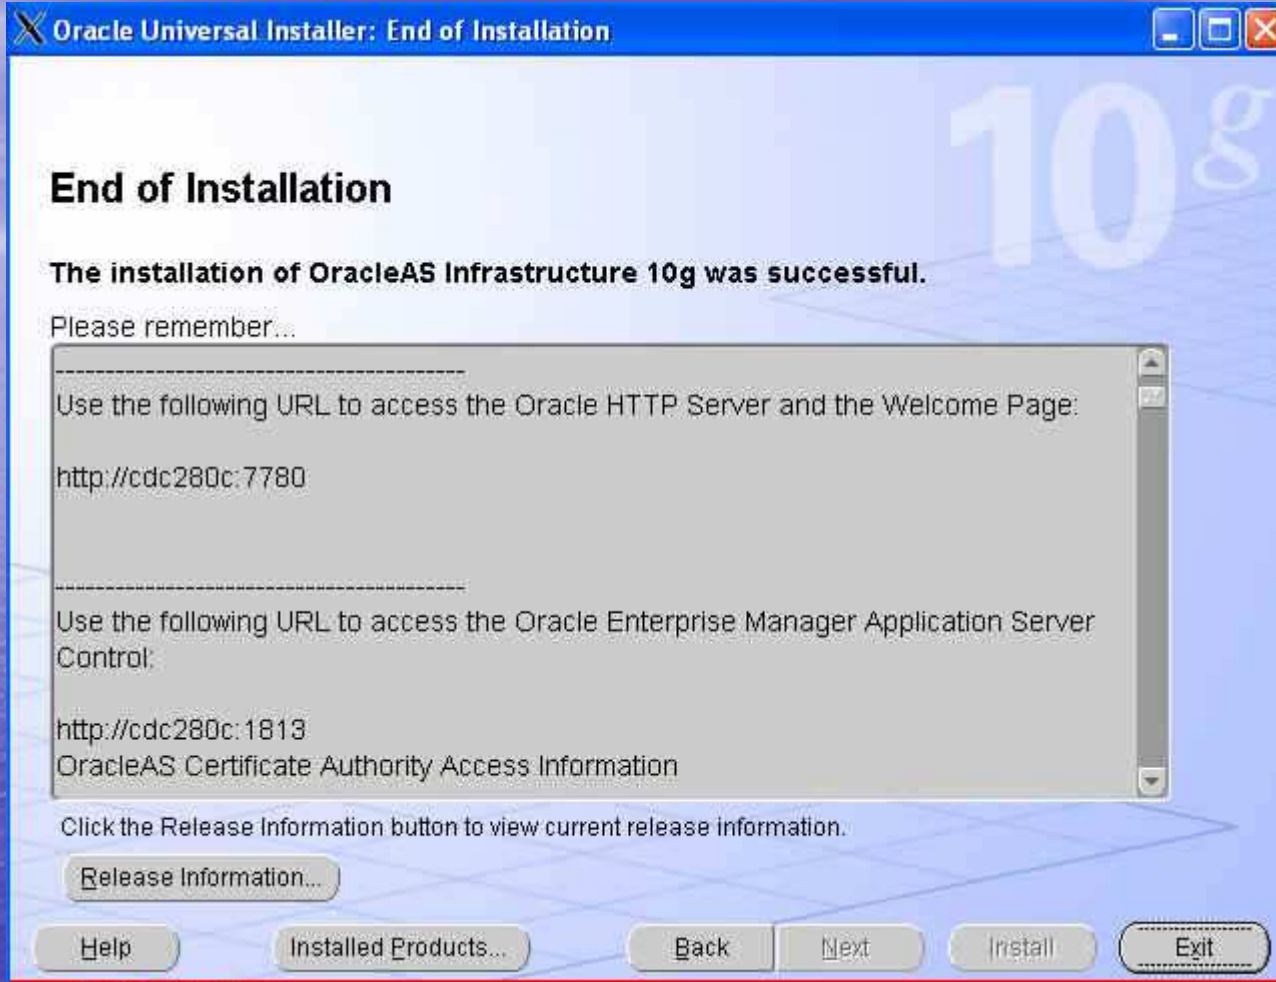 Oracle Universal Installer: End of Installation
10g
End of Installation
The installation of OracleAS Infrastructure 10g was successful.
Please remember...
-----------------------------------------
Use the following URL to access the Oracle HTTP Server and the Welcome Page:
http://cdc280c:7780
-----------------------------------------
Use the following URL to access the Oracle Enterprise Manager Application Server
Control:
http://cdc280c:1813
OracleAS Certificate Authority Access Information
Click the Release Information button to view current release information.
Release Information...
Help
Installed Products...
Back
Next
Install
Exit